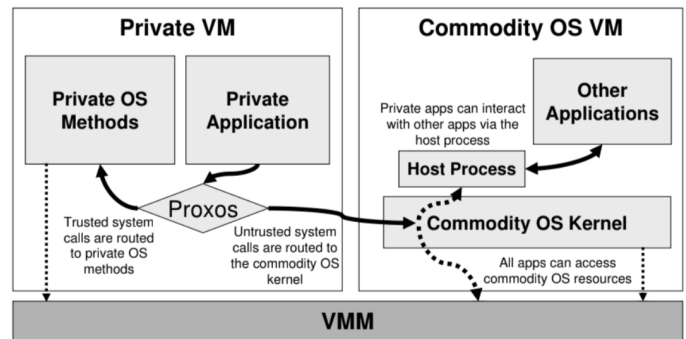 Private VM
Private OS
Methods
Private
Application
Proxos
Trusted system
calls are routed
to private OS
methods
Untrusted system
calls are routed to
the commodity OS
kernel
Commodity OS VM
Private apps can interact
with other apps via the
host process
Other
Applications
Host Process
Commodity OS Kernel
All apps can access
commodity OS resources
VMM